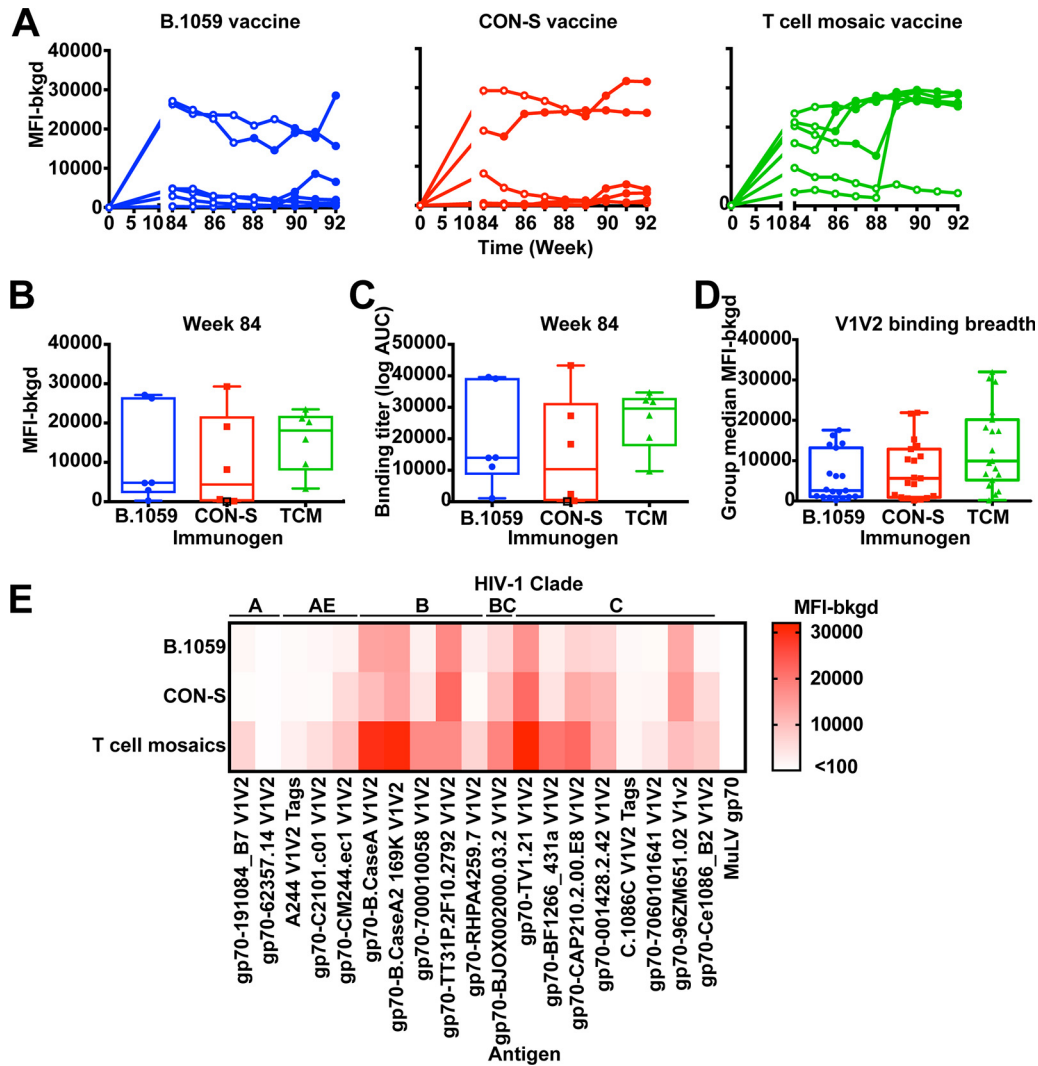 A
B.1059 vaccine
CON-S vaccine
T cell mosaic vaccine
MFI-bkgd
40000
30000
20000
10000
0
0 5 10 84 86 88 90 92
0 5 10 84 86 88 90 92
0
0 5 10 84 86 88 90 92
Time (Week)
B
Week 84
MFI-bkgd
40000
30000
20000
10000
0
B.1059 CON-S TCM
Immunogen
C
Week 84
Binding titer (log AUC)
50000
40000
30000
20000
10000
0
B.1059 CON-S TCM
Immunogen
D
V1V2 binding breadth
Group median MFI-bkgd
40000
30000
20000
10000
0
B.1059 CON-S TCM
Immunogen
E
HIV-1 Clade
A AE B BC C
B.1059
CON-S
T cell mosaics
MFI-bkgd
30000
20000
10000
<100
gp70-191084_B7 V1V2
gp70-62357.14 V1V2
A244 V1V2 Tags
gp70-C2101.c01 V1V2
gp70-CM244.ec1 V1V2
gp70-B.CaseA V1V2
gp70-B.CaseA2 169K V1V2
gp70-700010058 V1V2
gp70-TT31P.2F10.2792 V1V2
gp70-RHPA4259.7 V1V2
gp70-BJOX002000.03.2 V1V2
gp70-TV1.21 V1V2
gp70-BF1266_431a V1V2
gp70-CAP210.2.00.E8 V1V2
gp70-001428.2.42 V1V2
C.1086C V1V2 Tags
gp70-7060101641 V1V2
gp70-96ZM651.02 V1v2
gp70-Ce1086_B2 V1V2
MuLV gp70
Antigen